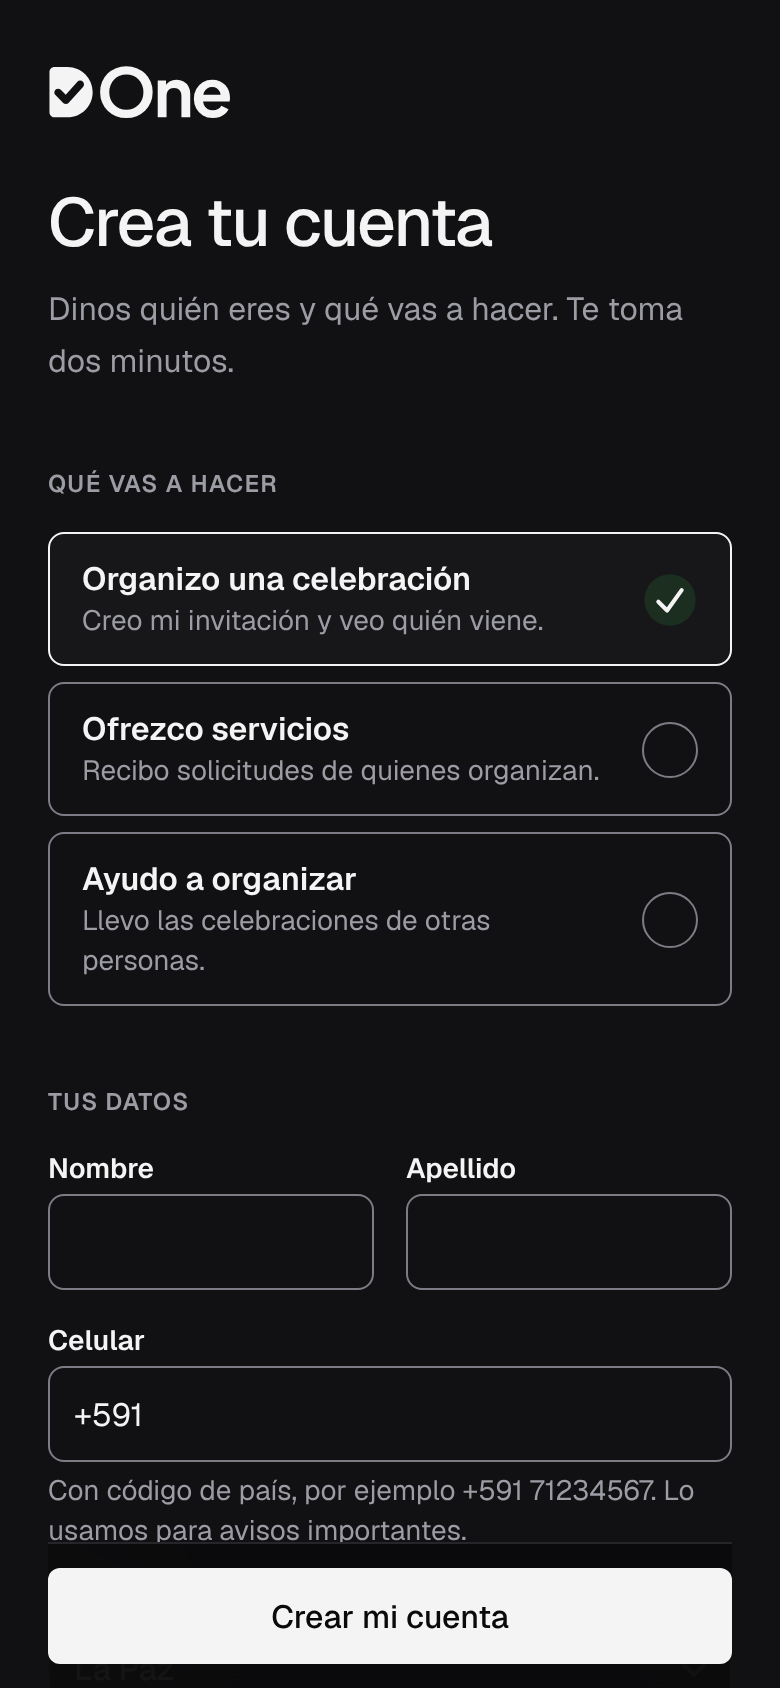 One
Crea tu cuenta
Dinos quién eres y qué vas a hacer. Te toma
dos minutos.
QUÉ VAS A HACER
Organizo una celebración
Creo mi invitación y veo quién viene.
Ofrezco servicios
Recibo solicitudes de quienes organizan.
Ayudo a organizar
Llevo las celebraciones de otras
personas.
TUS DATOS
Nombre
Apellido
Celular
+591
Con código de país, por ejemplo +591 71234567. Lo
usamos para avisos importantes.
Crear mi cuenta
La Paz